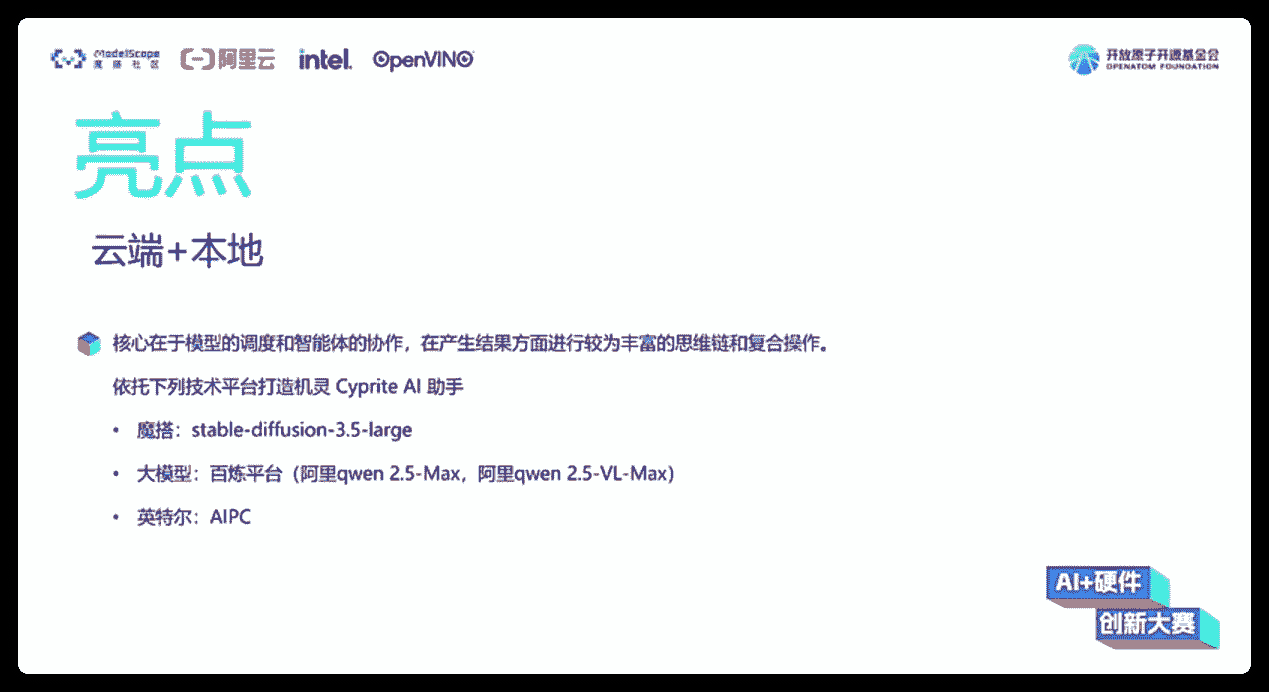 ModelScope
魔搭社区
阿里云
intel.
OpenVINO
开放原子开源基金会
OPENATOM FOUNDATION
亮点
云端+本地
核心在于模型的调度和智能体的协作，在产生结果方面进行较为丰富的思维链和复合操作。
依托下列技术平台打造机灵 Cyprite AI 助手
• 魔搭：stable-diffusion-3.5-large
• 大模型：百炼平台（阿里qwen 2.5-Max，阿里qwen 2.5-VL-Max）
• 英特尔：AIPC
AI+硬件
创新大赛